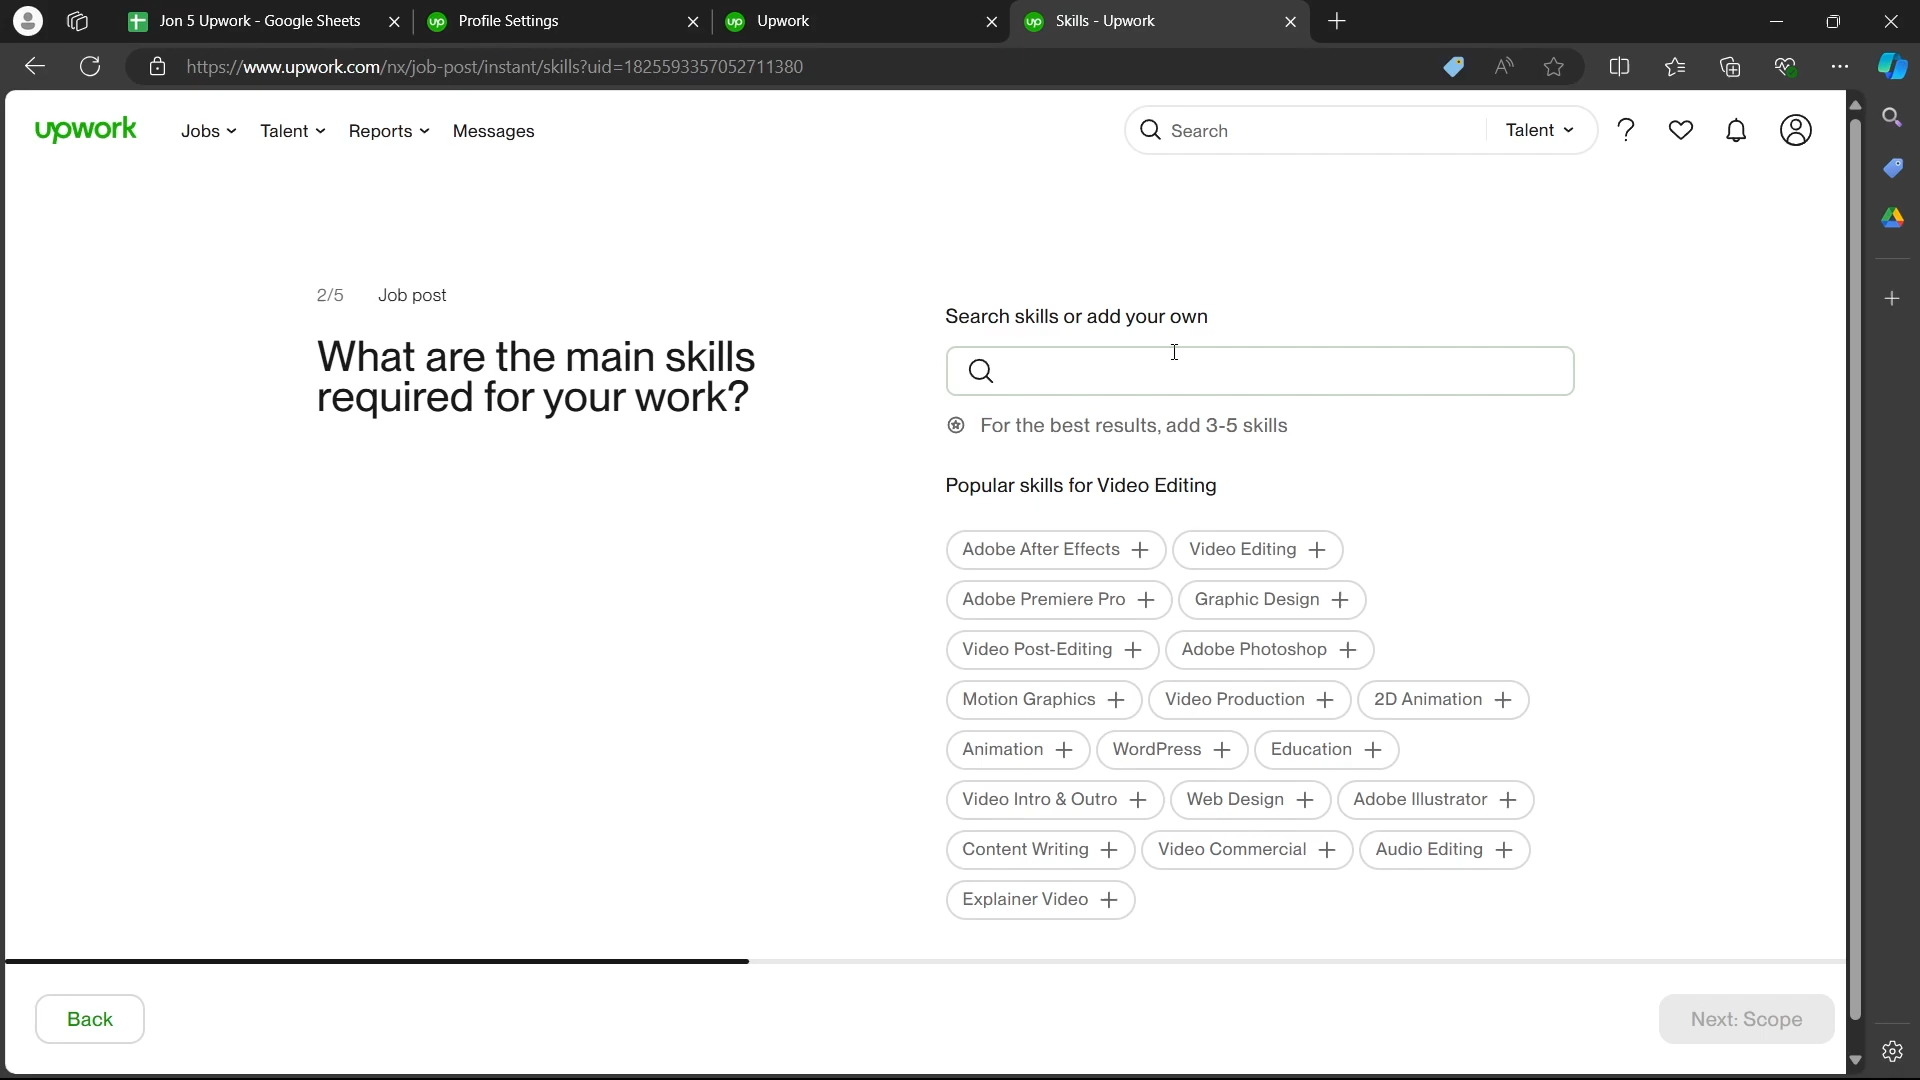 Jon 5 Upwork - Google Sheets
Profile Settings
Upwork
Skills - Upwork
https://www.upwork.com/nx/job-post/instant/skills?uid=1825593357052711380
upwork
Jobs
Talent
Reports
Messages
Search
Talent
2/5 Job post
What are the main skills
required for your work?
Search skills or add your own
For the best results, add 3-5 skills
Popular skills for Video Editing
Adobe After Effects + Video Editing +
Adobe Premiere Pro + Graphic Design +
Video Post-Editing + Adobe Photoshop +
Motion Graphics + Video Production + 2D Animation +
Animation + WordPress + Education +
Video Intro & Outro + Web Design + Adobe Illustrator +
Content Writing + Video Commercial + Audio Editing +
Explainer Video +
Back
Next: Scope